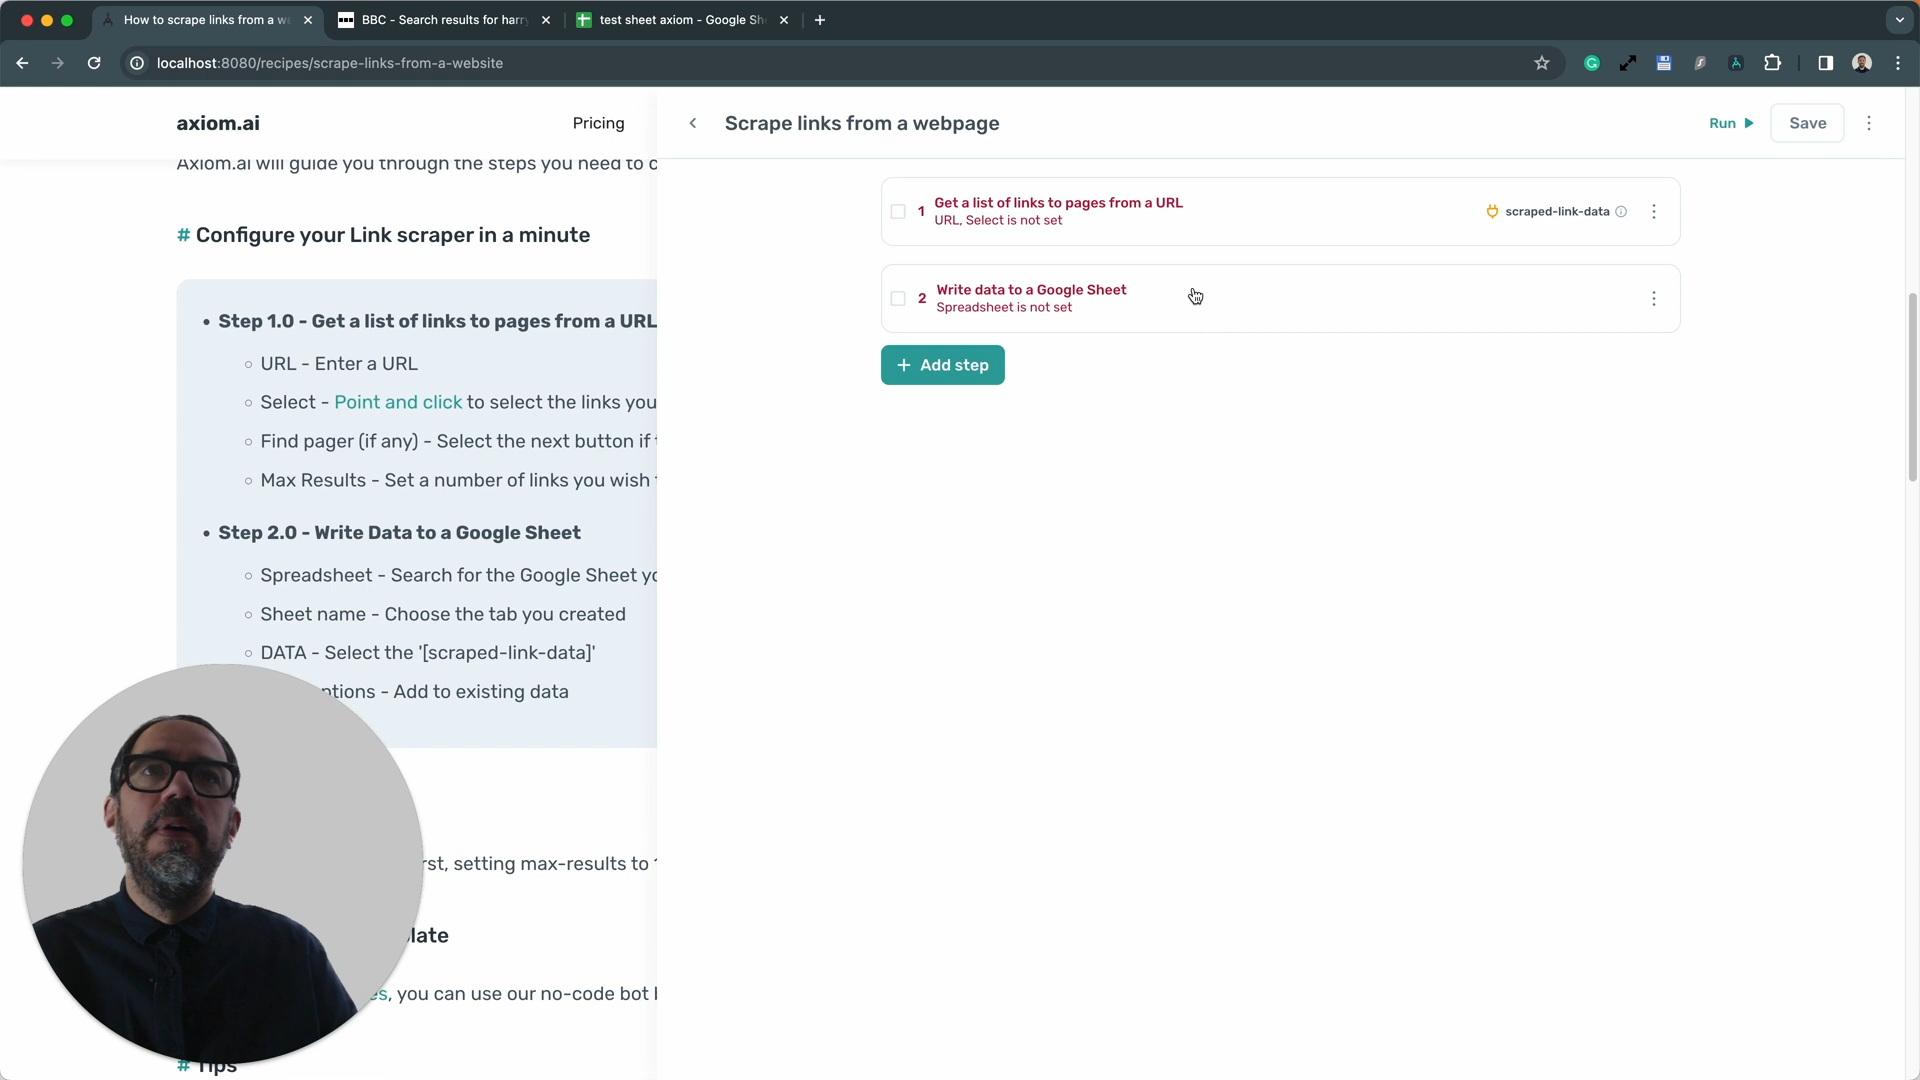 How to scrape links from a we
BBC - Search results for harr
test sheet axiom - Google Sh
localhost:8080/recipes/scrape-links-from-a-website
axiom.ai
Pricing
Axiom.ai will guide you through the steps you need to c
# Configure your Link scraper in a minute
Step 1.0 - Get a list of links to pages from a URL
URL - Enter a URL
Select - Point and click to select the links you
Find pager (if any) - Select the next button if
Max Results - Set a number of links you wish
Step 2.0 - Write Data to a Google Sheet
Spreadsheet - Search for the Google Sheet yo
Sheet name - Choose the tab you created
DATA - Select the '[scraped-link-data]'
ptions - Add to existing data
rst, setting max-results to
late
es, you can use our no-code bot
# Tips
Scrape links from a webpage
Run
Save
1 Get a list of links to pages from a URL
URL, Select is not set
scraped-link-data
2 Write data to a Google Sheet
Spreadsheet is not set
+ Add step